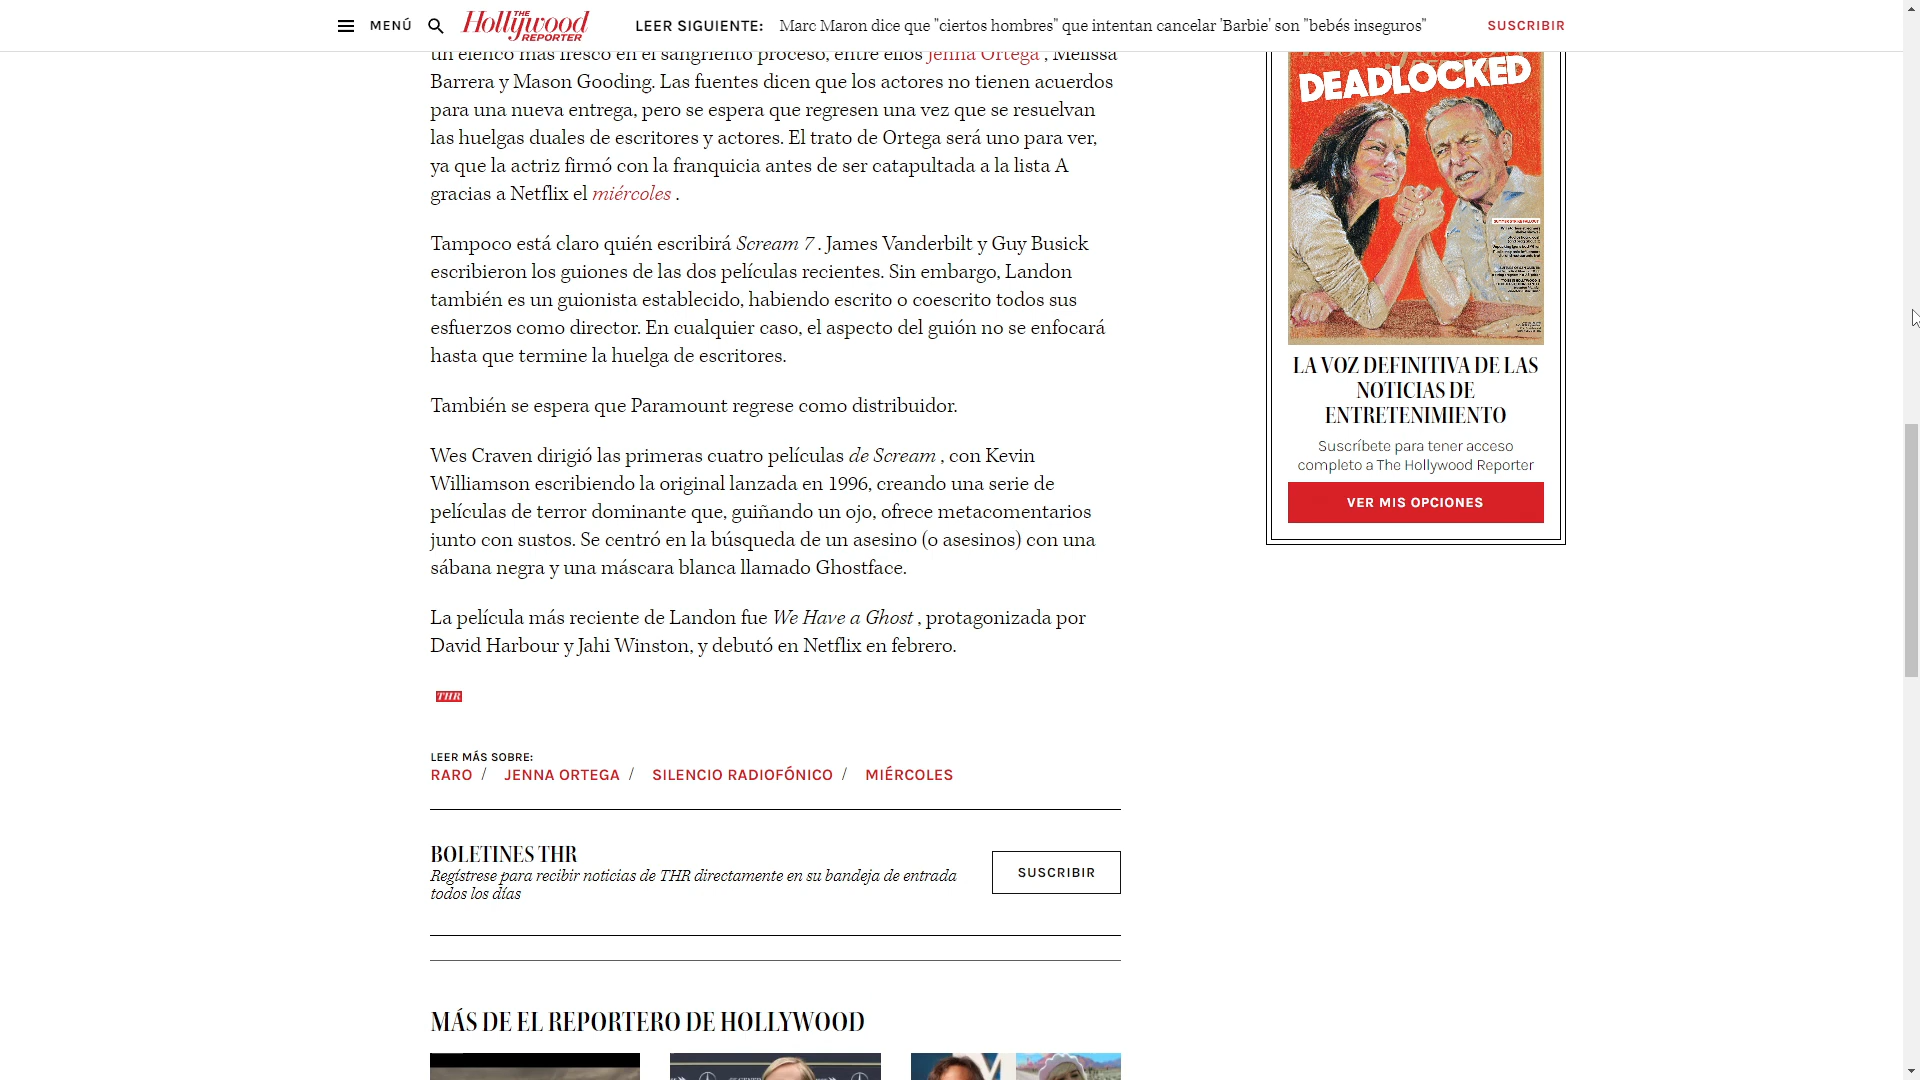 MENÚ
THE
Hollywood
REPORTER
LEER SIGUIENTE: Marc Maron dice que "ciertos hombres" que intentan cancelar 'Barbie' son "bebés inseguros"
SUSCRIBIR
un elenco más fresco en el sangriento proceso, entre ellos Jenna Ortega , Melissa
Barrera y Mason Gooding. Las fuentes dicen que los actores no tienen acuerdos
para una nueva entrega, pero se espera que regresen una vez que se resuelvan
las huelgas duales de escritores y actores. El trato de Ortega será uno para ver,
ya que la actriz firmó con la franquicia antes de ser catapultada a la lista A
gracias a Netflix el miércoles .
Tampoco está claro quién escribirá Scream 7 . James Vanderbilt y Guy Busick
escribieron los guiones de las dos películas recientes. Sin embargo, Landon
también es un guionista establecido, habiendo escrito o coescrito todos sus
esfuerzos como director. En cualquier caso, el aspecto del guión no se enfocará
hasta que termine la huelga de escritores.
También se espera que Paramount regrese como distribuidor.
Wes Craven dirigió las primeras cuatro películas de Scream , con Kevin
Williamson escribiendo la original lanzada en 1996, creando una serie de
películas de terror dominante que, guiñando un ojo, ofrece metacomentarios
junto con sustos. Se centró en la búsqueda de un asesino (o asesinos) con una
sábana negra y una máscara blanca llamado Ghostface.
La película más reciente de Landon fue We Have a Ghost , protagonizada por
David Harbour y Jahi Winston, y debutó en Netflix en febrero.
THR
LEER MÁS SOBRE:
RARO / JENNA ORTEGA / SILENCIO RADIOFÓNICO / MIÉRCOLES
BOLETINES THR
Regístrese para recibir noticias de THR directamente en su bandeja de entrada
todos los días
SUSCRIBIR
MÁS DE EL REPORTERO DE HOLLYWOOD
DEADLOCKED
LA VOZ DEFINITIVA DE LAS
NOTICIAS DE
ENTRETENIMIENTO
Suscríbete para tener acceso
completo a The Hollywood Reporter
VER MIS OPCIONES